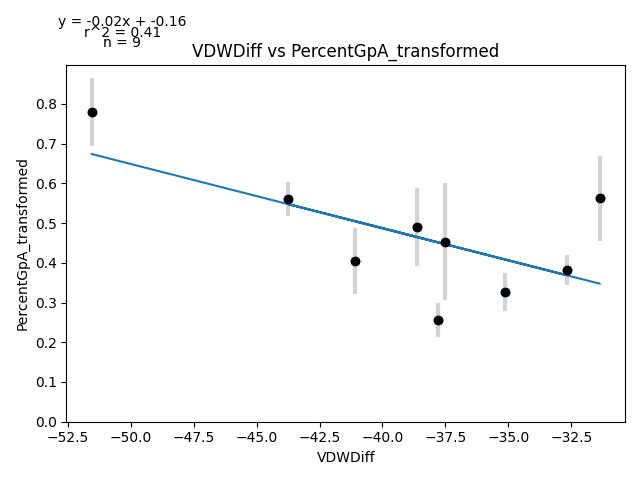 y = -0.02x + -0.16
r^2 = 0.41
n = 9
VDWDiff vs PercentGpA_transformed
PercentGpA_transformed
0.8
0.7
0.6
0.5
0.4
0.3
0.2
0.1
0.0
−52.5 −50.0 −47.5 −45.0 −42.5 −40.0 −37.5 −35.0 −32.5
VDWDiff